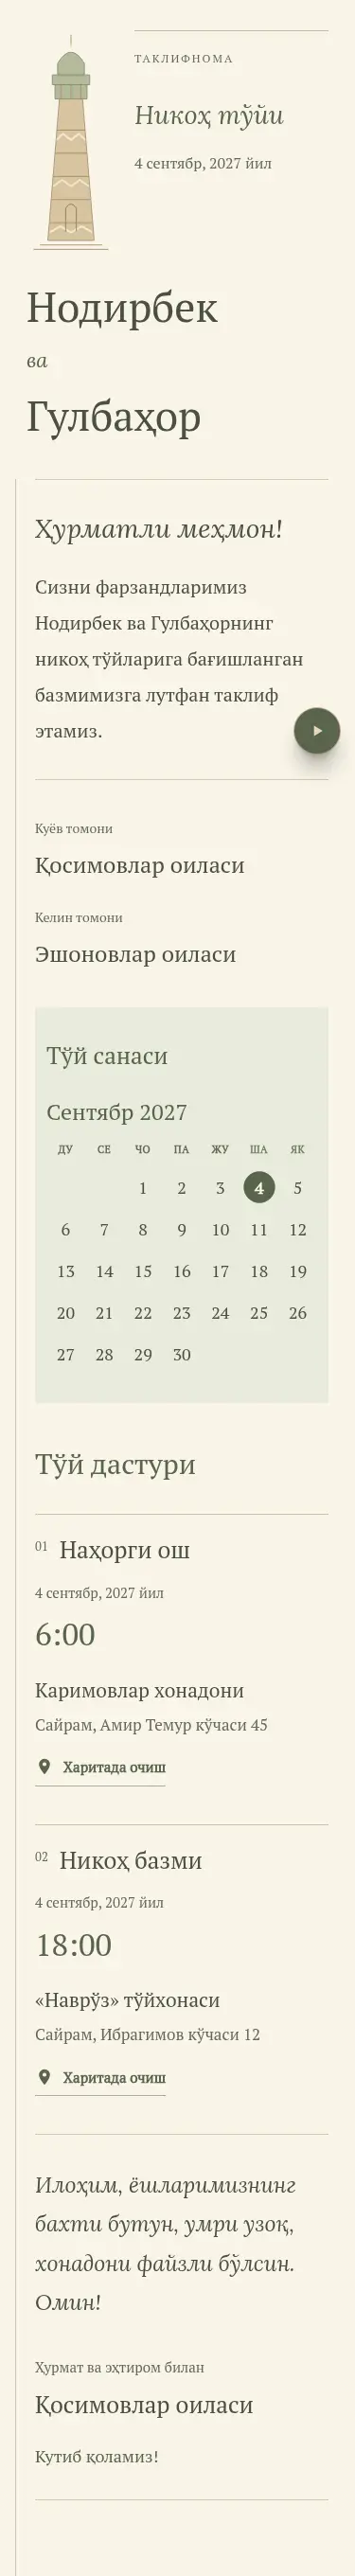 ТАКЛИФНОМА
Никоҳ тўйи
4 сентябр, 2027 йил
Нодирбек
ва
Гулбаҳор
Ҳурматли меҳмон!
Сизни фарзандларимиз
Нодирбек ва Гулбаҳорнинг
никоҳ тўйларига бағишланган
базмимизга лутфан таклиф
этамиз.
Куёв томони
Қосимовлар оиласи
Келин томони
Эшоновлар оиласи
Тўй санаси
Сентябр 2027
ДУ СЕ ЧО ПА ЖУ ША ЯК
1 2 3 4 5
6 7 8 9 10 11 12
13 14 15 16 17 18 19
20 21 22 23 24 25 26
27 28 29 30
Тўй дастури
01 Наҳорги ош
4 сентябр, 2027 йил
6:00
Каримовлар хонадони
Сайрам, Амир Темур кўчаси 45
Харитада очиш
02 Никоҳ базми
4 сентябр, 2027 йил
18:00
«Наврўз» тўйхонаси
Сайрам, Ибрагимов кўчаси 12
Харитада очиш
Илоҳим, ёшларимизнинг
бахти бутун, умри узоқ,
хонадони файзли бўлсин.
Омин!
Ҳурмат ва эҳтиром билан
Қосимовлар оиласи
Кутиб қоламиз!